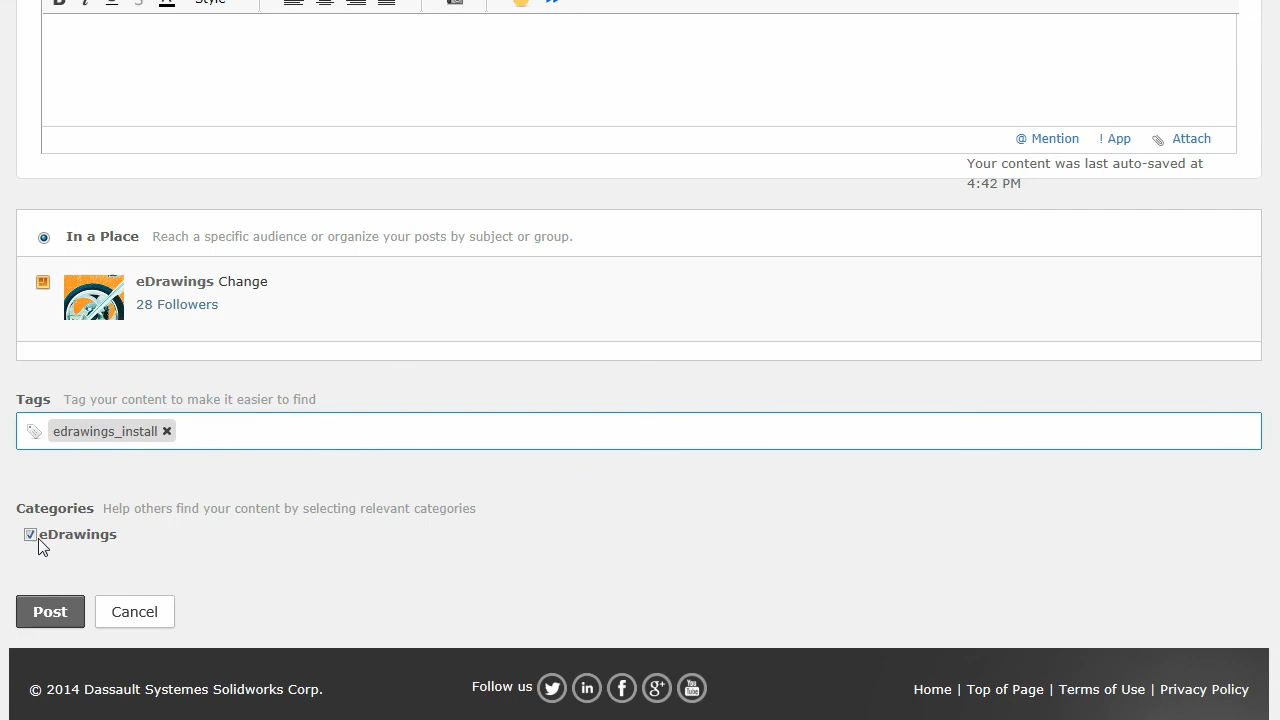 Style
@ Mention ! App Attach
Your content was last auto-saved at
4:42 PM
In a Place Reach a specific audience or organize your posts by subject or group.
eDrawings Change
28 Followers
Tags Tag your content to make it easier to find
edrawings_install ×
Categories Help others find your content by selecting relevant categories
eDrawings
Post Cancel
© 2014 Dassault Systemes Solidworks Corp. Follow us in f g+ You Tube Home | Top of Page | Terms of Use | Privacy Policy